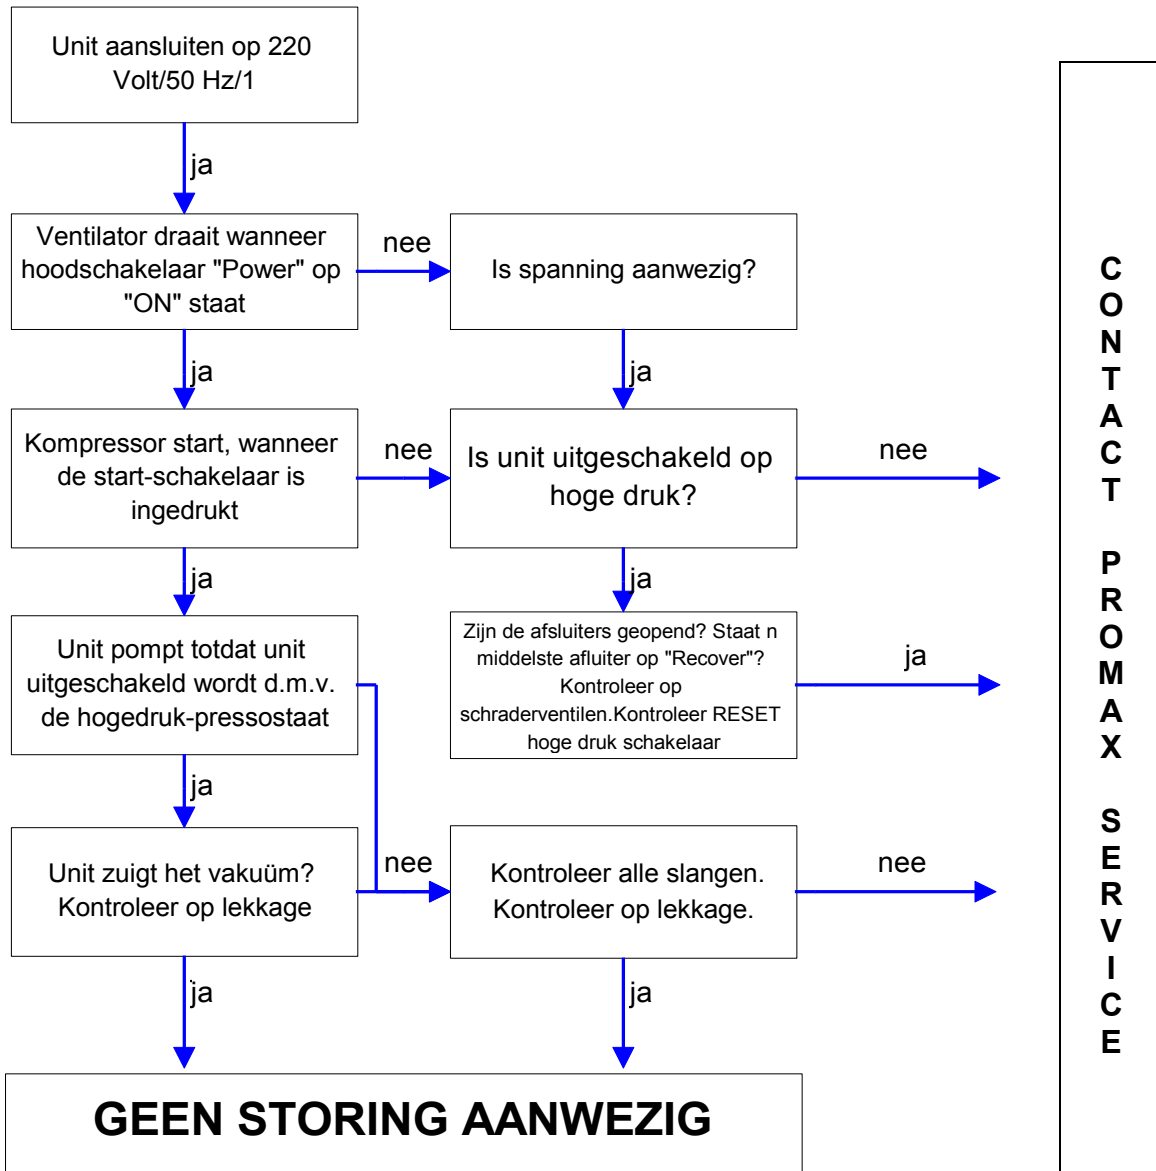 Unit aansluiten op 220
Volt/50 Hz/1
ja
Ventilator draait wanneer
hoodschakelaar "Power" op
"ON" staat
nee
Is spanning aanwezig?
ja
ja
Kompressor start, wanneer
de start-schakelaar is
ingedrukt
nee
Is unit uitgeschakeld op
hoge druk?
nee
ja
ja
Unit pompt totdat unit
uitgeschakeld wordt d.m.v.
de hogedruk-pressostaat
Zijn de afsluiters geopend? Staat n
middelste afluiter op "Recover"?
Kontroleer op
schraderventilen.Kontroleer RESET
hoge druk schakelaar
ja
ja
Unit zuigt het vakuüm?
Kontroleer op lekkage
nee
Kontroleer alle slangen.
Kontroleer op lekkage.
nee
ja
ja
GEEN STORING AANWEZIG
CONTACT PROMAX SERVICE